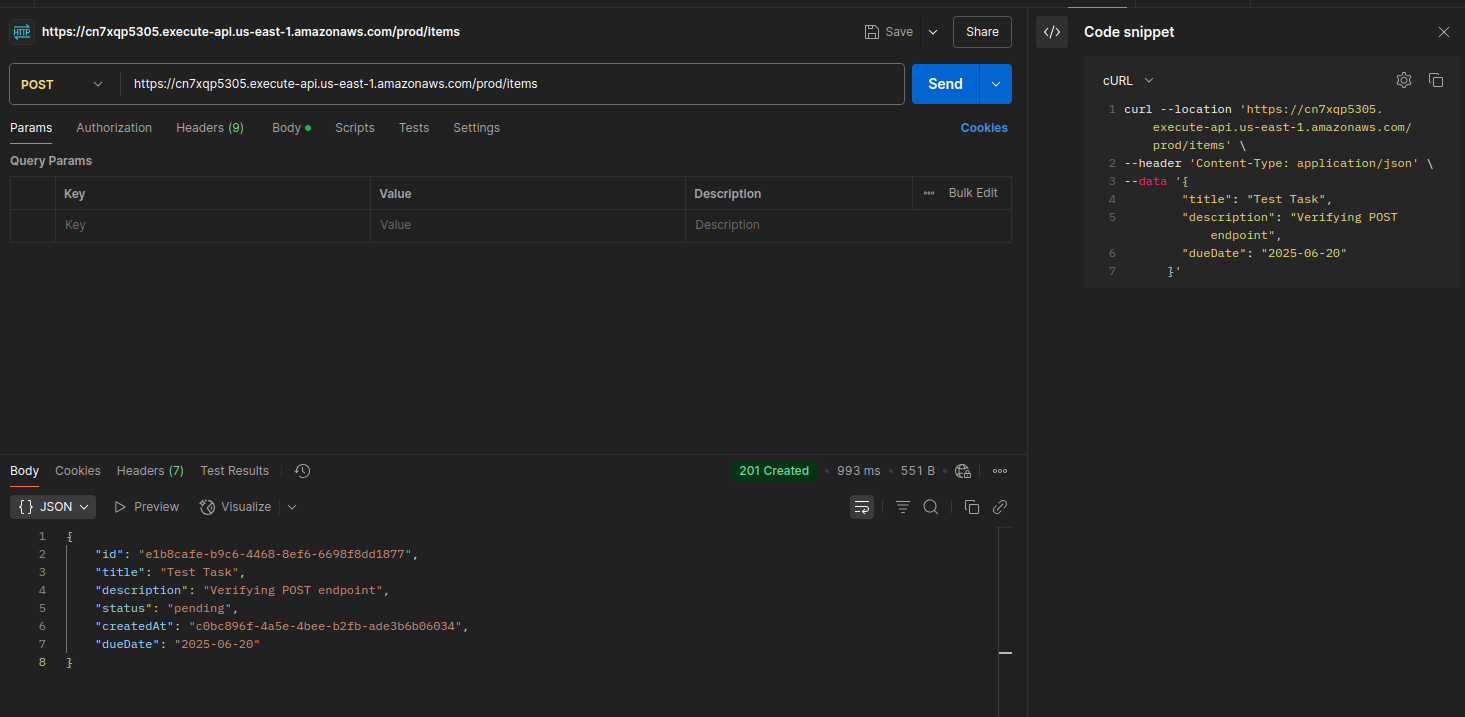 HTTP https://cn7xqp5305.execute-api.us-east-1.amazonaws.com/prod/items
Save
Share
POST
https://cn7xqp5305.execute-api.us-east-1.amazonaws.com/prod/items
Send
Params Authorization Headers (9) Body Scripts Tests Settings Cookies
Query Params
Key Value Description Bulk Edit
Key Value Description
Body Cookies Headers (7) Test Results 201 Created 993 ms 551 B
{} JSON Preview Visualize
1 {
2 "id": "e1b8cafe-b9c6-4468-8ef6-6698f8dd1877",
3 "title": "Test Task",
4 "description": "Verifying POST endpoint",
5 "status": "pending",
6 "createdAt": "c0bc896f-4a5e-4bee-b2fb-ade3b6b06034",
7 "dueDate": "2025-06-20"
8 }
</> Code snippet
cURL
1 curl --location 'https://cn7xqp5305.
execute-api.us-east-1.amazonaws.com/
prod/items' \
2 --header 'Content-Type: application/json' \
3 --data '{
4 "title": "Test Task",
5 "description": "Verifying POST
endpoint",
6 "dueDate": "2025-06-20"
7 }'